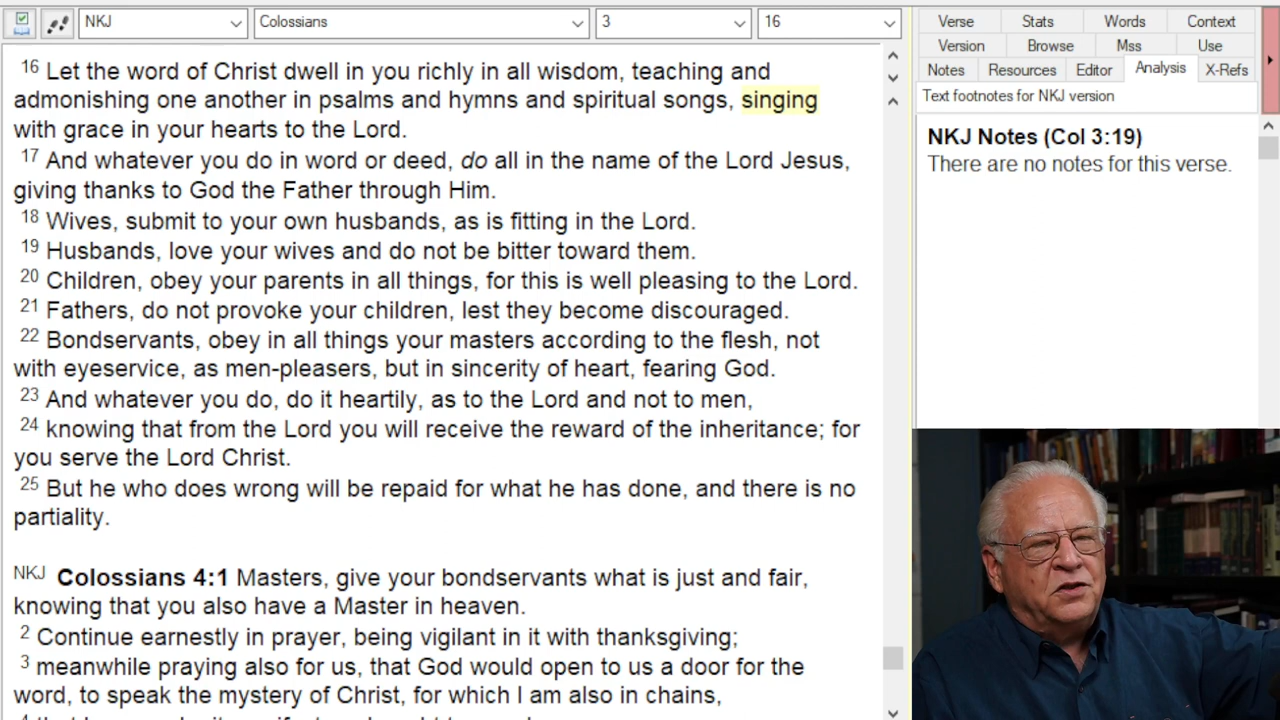 NKJ
Colossians
3
16
16 Let the word of Christ dwell in you richly in all wisdom, teaching and
admonishing one another in psalms and hymns and spiritual songs, singing
with grace in your hearts to the Lord.
17 And whatever you do in word or deed, do all in the name of the Lord Jesus,
giving thanks to God the Father through Him.
18 Wives, submit to your own husbands, as is fitting in the Lord.
19 Husbands, love your wives and do not be bitter toward them.
20 Children, obey your parents in all things, for this is well pleasing to the Lord.
21 Fathers, do not provoke your children, lest they become discouraged.
22 Bondservants, obey in all things your masters according to the flesh, not
with eyeservice, as men-pleasers, but in sincerity of heart, fearing God.
23 And whatever you do, do it heartily, as to the Lord and not to men,
24 knowing that from the Lord you will receive the reward of the inheritance; for
you serve the Lord Christ.
25 But he who does wrong will be repaid for what he has done, and there is no
partiality.
NKJ Colossians 4:1 Masters, give your bondservants what is just and fair,
knowing that you also have a Master in heaven.
2 Continue earnestly in prayer, being vigilant in it with thanksgiving;
3 meanwhile praying also for us, that God would open to us a door for the
word, to speak the mystery of Christ, for which I am also in chains,
Verse Stats Words Context
Version Browse Mss Use
Notes Resources Editor Analysis X-Refs
Text footnotes for NKJ version
NKJ Notes (Col 3:19)
There are no notes for this verse.